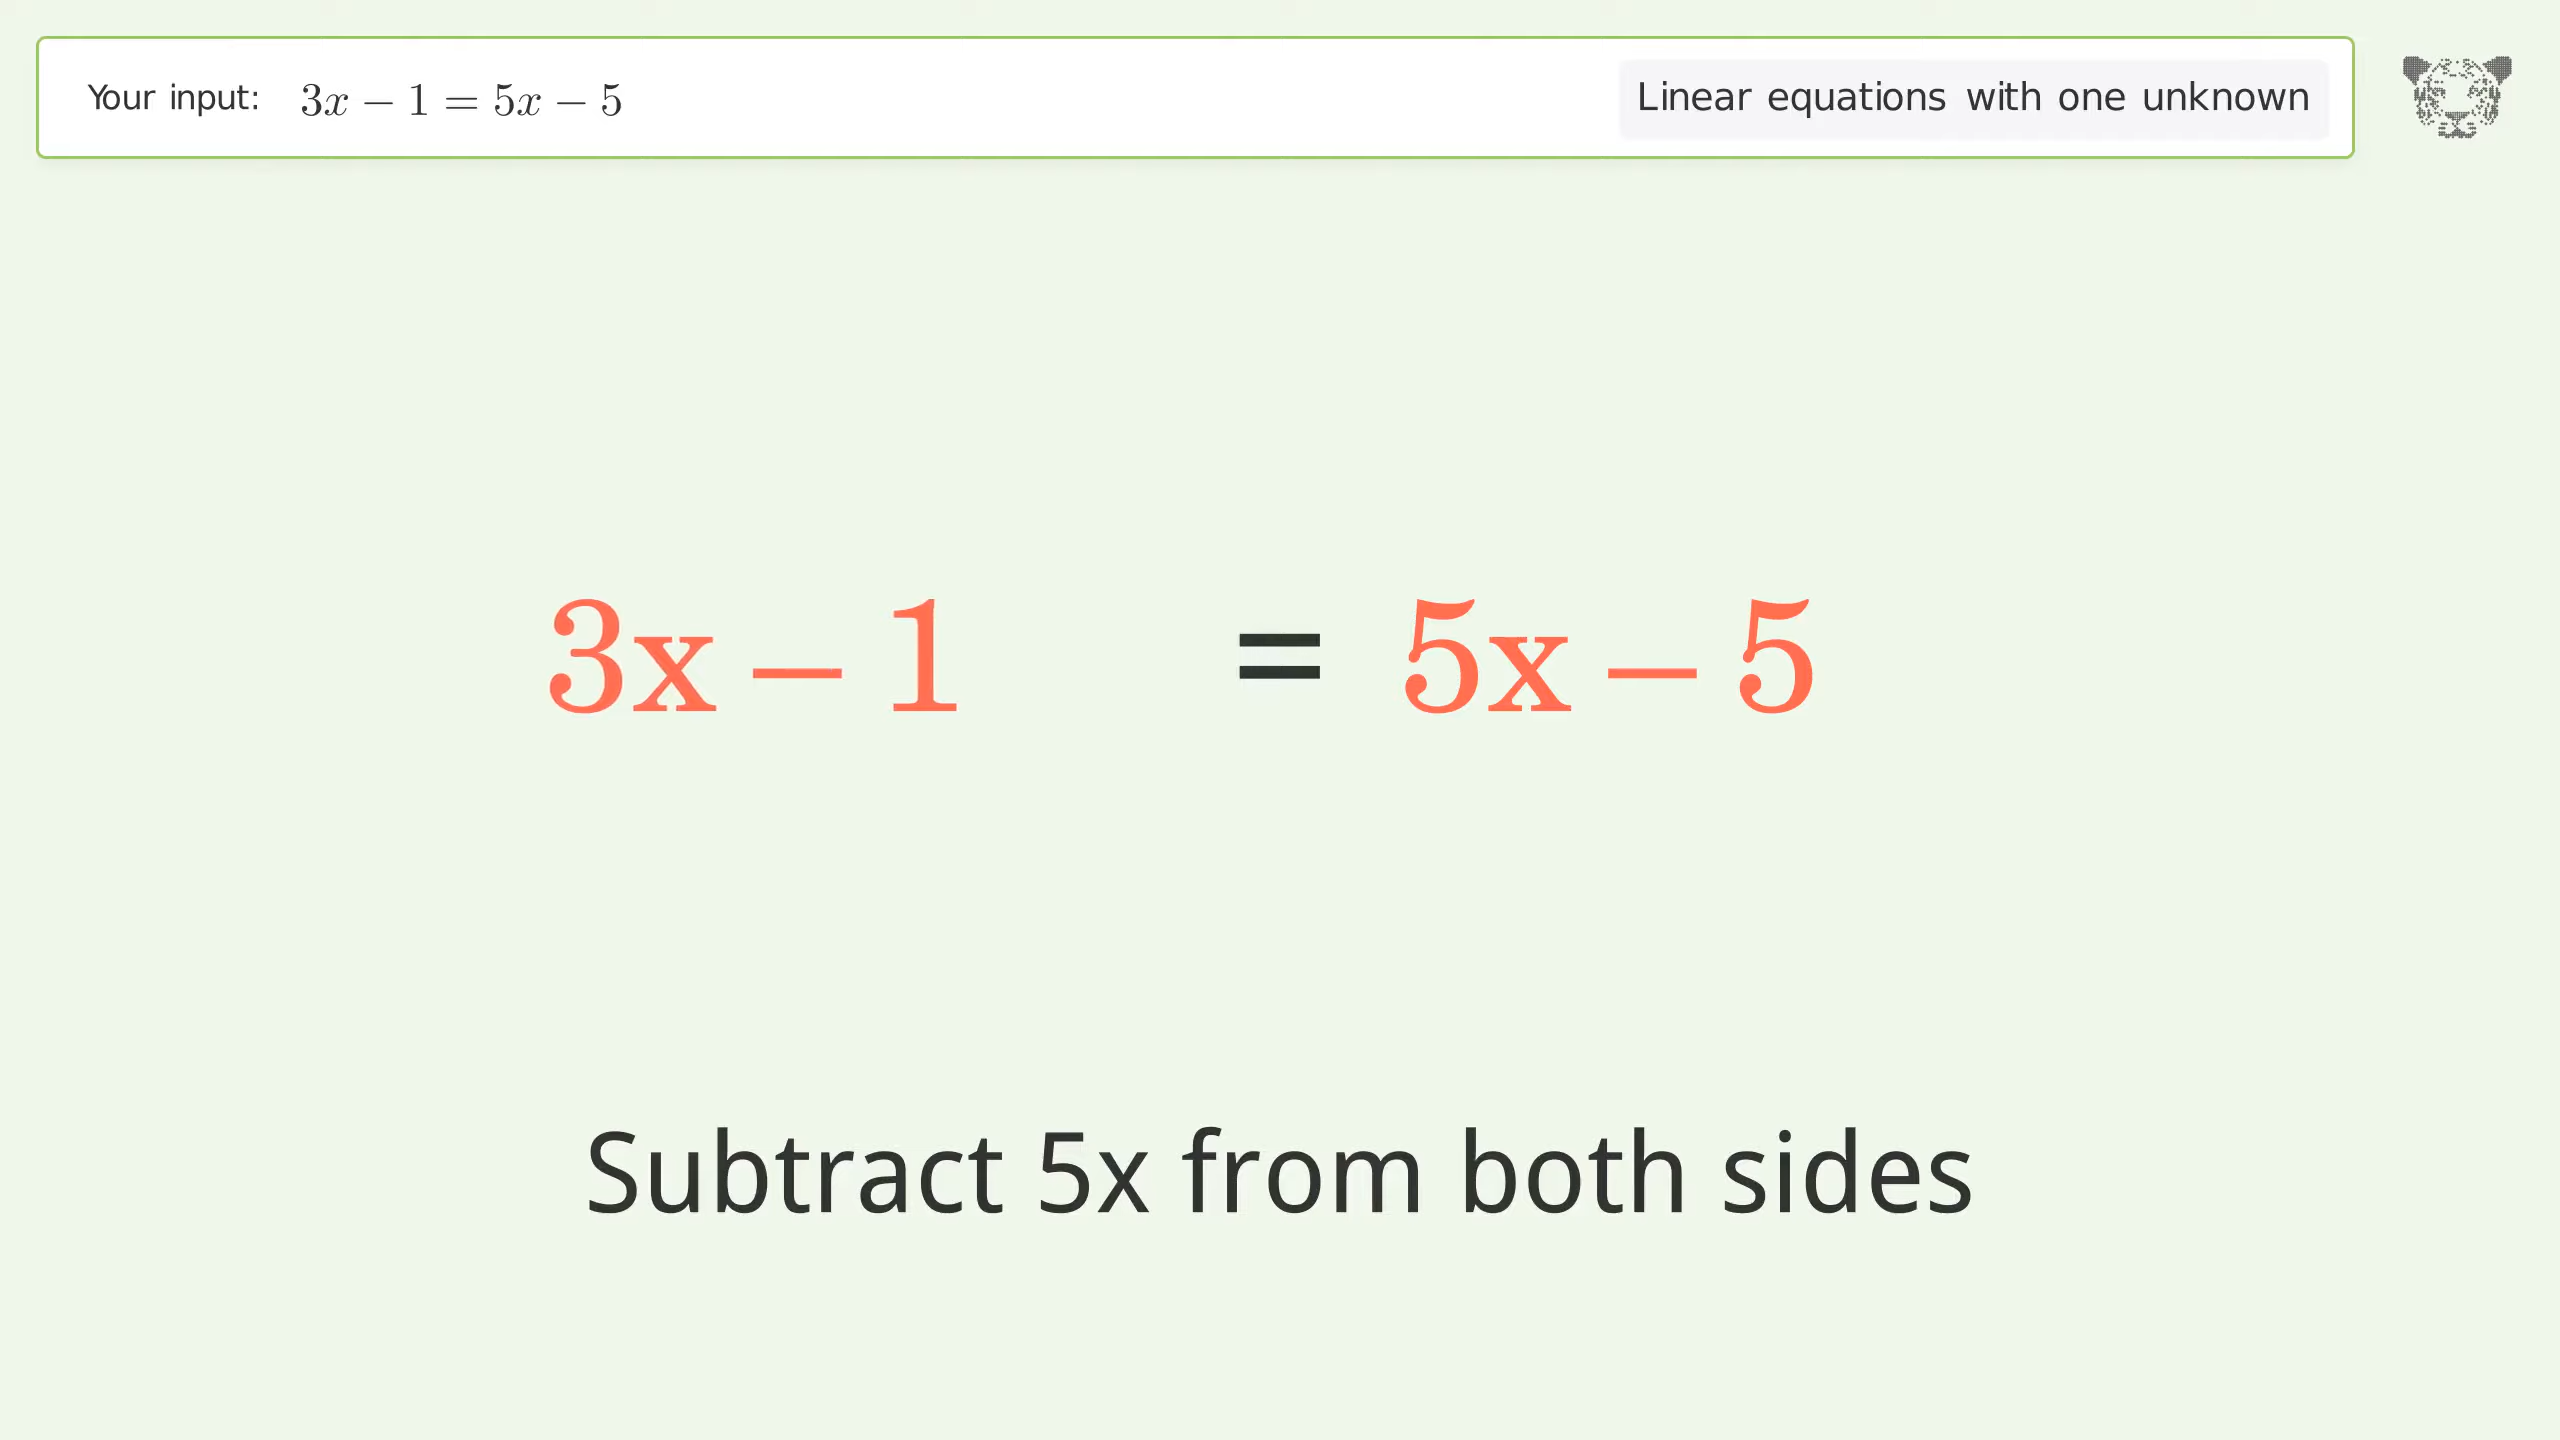 Your input: 3x − 1 = 5x − 5
Linear equations with one unknown
3x − 1 = 5x − 5
Subtract 5x from both sides